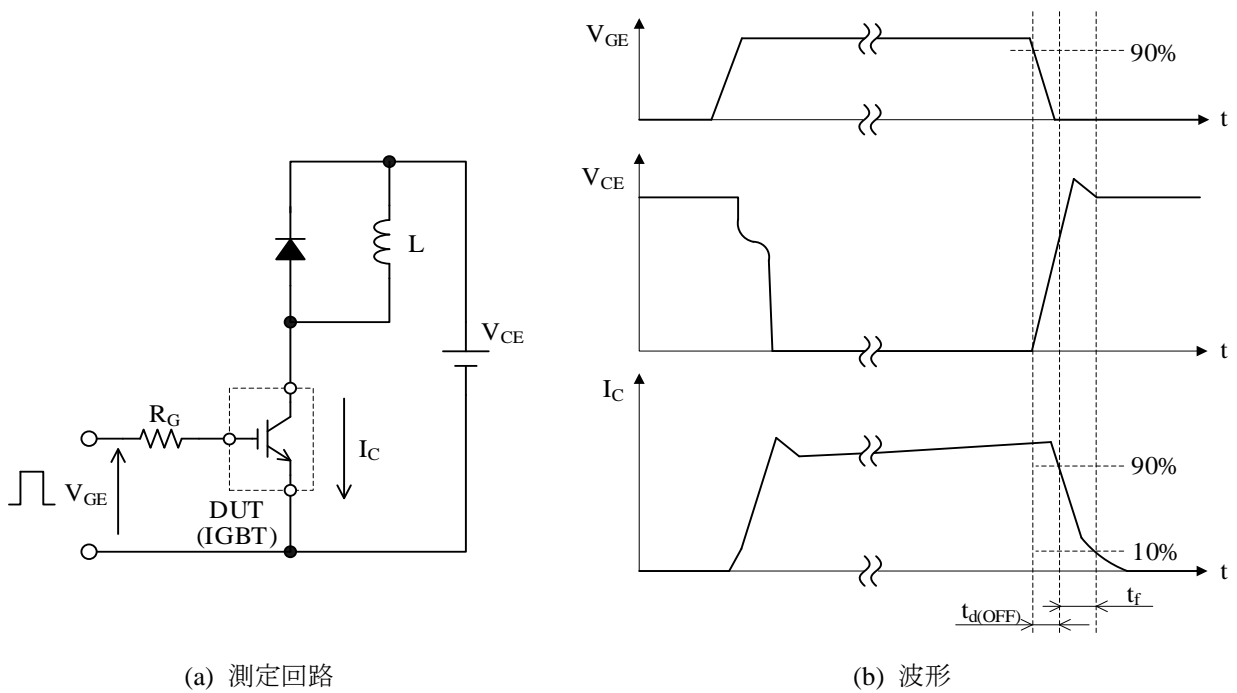 L
V_CE
R_G
I_C
V_GE
DUT
(IGBT)
(a) 測定回路
V_GE
90%
t
V_CE
t
I_C
90%
10%
t
t_d(OFF)
t_f
(b) 波形